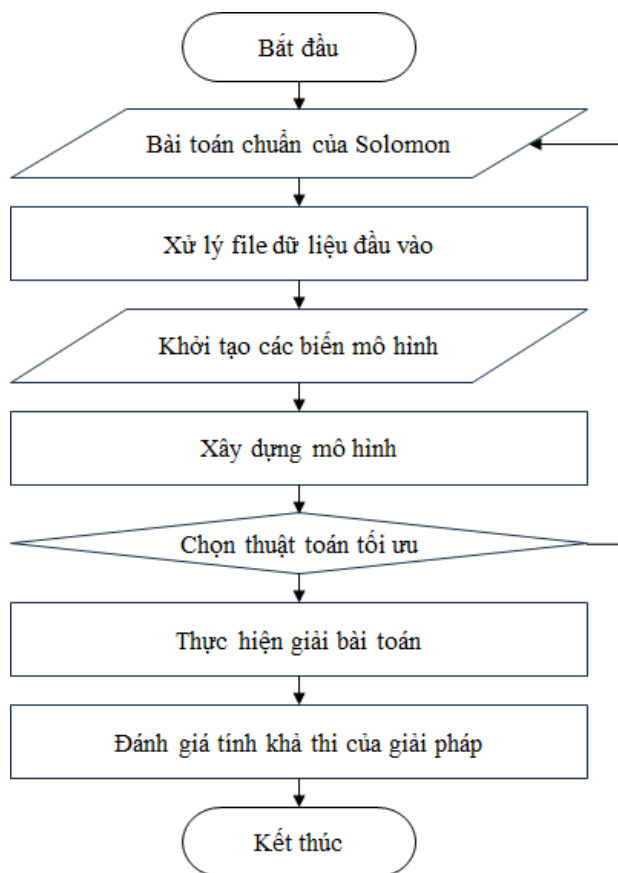 Bắt đầu
Bài toán chuẩn của Solomon
Xử lý file dữ liệu đầu vào
Khởi tạo các biến mô hình
Xây dựng mô hình
Chọn thuật toán tối ưu
Thực hiện giải bài toán
Đánh giá tính khả thi của giải pháp
Kết thúc